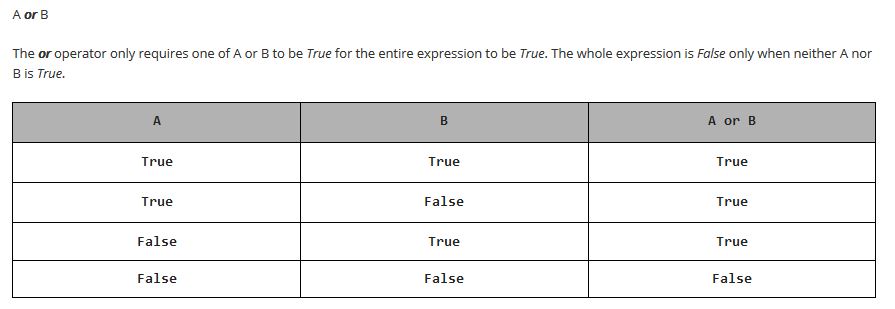 A or B
The or operator only requires one of A or B to be True for the entire expression to be True. The whole expression is False only when neither A nor
B is True.
A B A or B
True True True
True False True
False True True
False False False